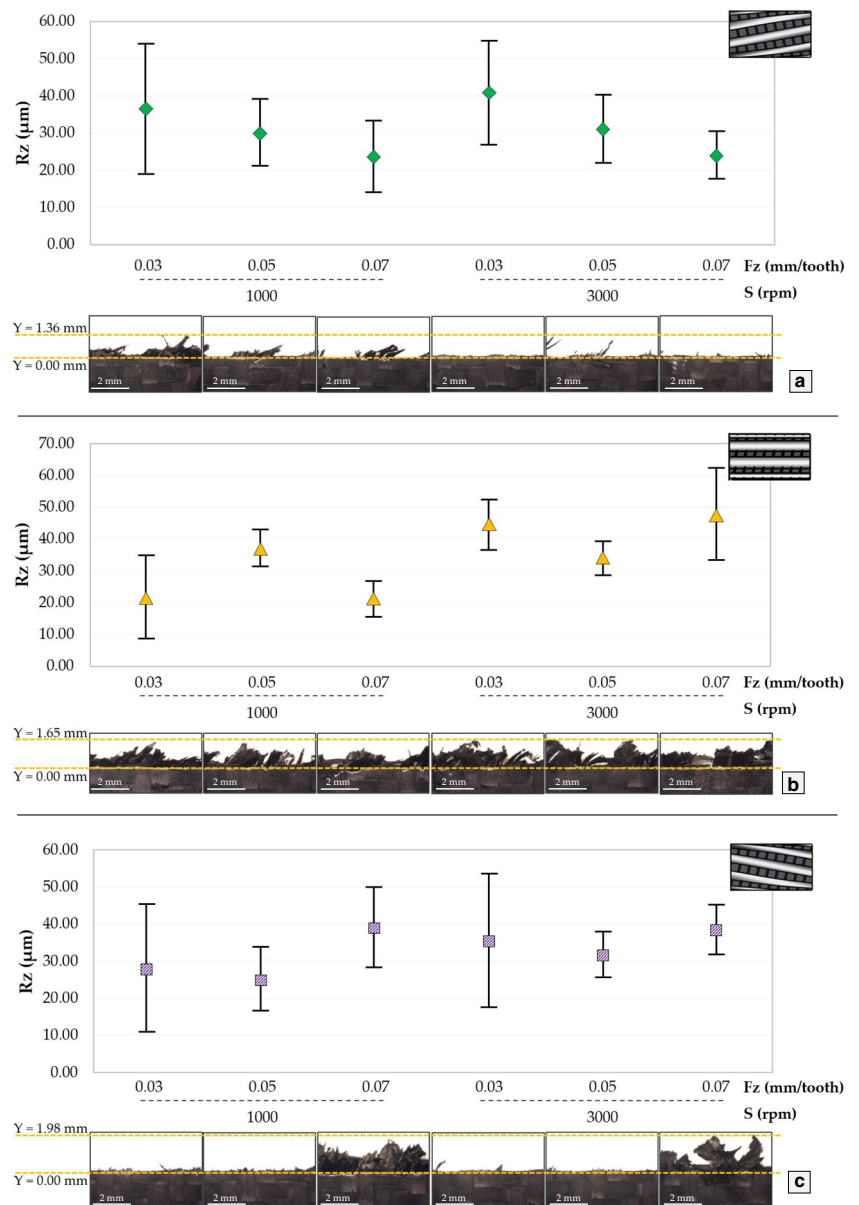 60.00
50.00
40.00
30.00
20.00
10.00
0.00
Rz (µm)
0.03 0.05 0.07 0.03 0.05 0.07 Fz (mm/tooth)
1000 3000 S (rpm)
Y = 1.36 mm
Y = 0.00 mm
2 mm 2 mm 2 mm 2 mm 2 mm 2 mm
a
70.00
60.00
50.00
40.00
30.00
20.00
10.00
0.00
Rz (µm)
0.03 0.05 0.07 0.03 0.05 0.07 Fz (mm/tooth)
1000 3000 S (rpm)
Y = 1.65 mm
Y = 0.00 mm
2 mm 2 mm 2 mm 2 mm 2 mm 2 mm
b
60.00
50.00
40.00
30.00
20.00
10.00
0.00
Rz (µm)
0.03 0.05 0.07 0.03 0.05 0.07 Fz (mm/tooth)
1000 3000 S (rpm)
Y = 1.98 mm
Y = 0.00 mm
2 mm 2 mm 2 mm 2 mm 2 mm 2 mm
c